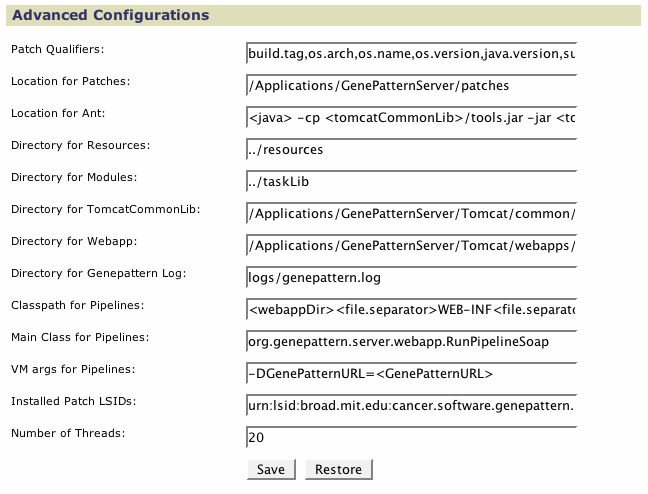 Advanced Configurations
Patch Qualifiers: build.tag,os.arch,os.name,os.version,java.version,su
Location for Patches: /Applications/GenePatternServer/patches
Location for Ant: <java> -cp <tomcatCommonLib>/tools.jar -jar <tc
Directory for Resources: ../resources
Directory for Modules: ../taskLib
Directory for TomcatCommonLib: /Applications/GenePatternServer/Tomcat/common/
Directory for Webapp: /Applications/GenePatternServer/Tomcat/webapps/
Directory for Genepattern Log: logs/genepattern.log
Classpath for Pipelines: <webappDir><file.separator>WEB-INF<file.separato
Main Class for Pipelines: org.genepattern.server.webapp.RunPipelineSoap
VM args for Pipelines: -DGenePatternURL=<GenePatternURL>
Installed Patch LSIDs: urn:lsid:broad.mit.edu:cancer.software.genepattern.
Number of Threads: 20
Save Restore